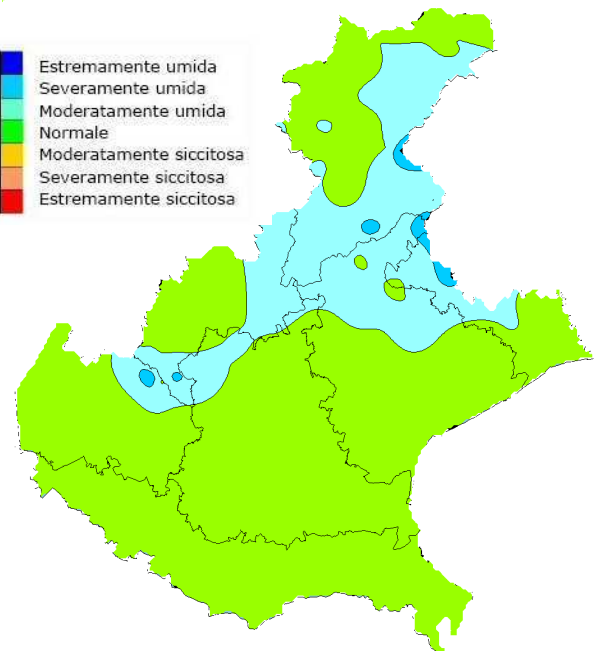 Estremamente umida
Severamente umida
Moderatamente umida
Normale
Moderatamente siccitosa
Severamente siccitosa
Estremamente siccitosa